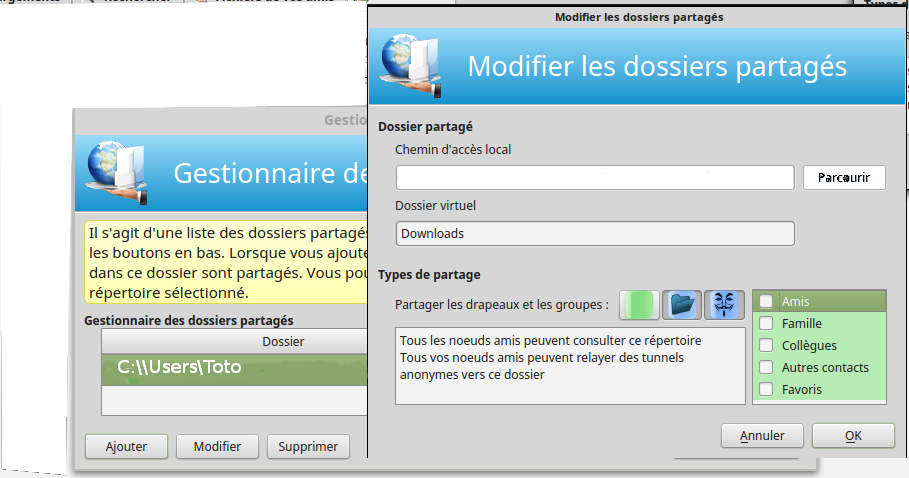 Rechercher
Modifier les dossiers partagés
Modifier les dossiers partagés
Dossier partagé
Chemin d'accès local
Parcourir
Dossier virtuel
Downloads
Types de partage
Partager les drapeaux et les groupes :
Amis
Famille
Collègues
Autres contacts
Favoris
Tous les noeuds amis peuvent consulter ce répertoire
Tous vos noeuds amis peuvent relayer des tunnels
anonymes vers ce dossier
Annuler
OK
Gestio
Gestionnaire de
Il s'agit d'une liste des dossiers partagés
les boutons en bas. Lorsque vous ajoute
dans ce dossier sont partagés. Vous pou
répertoire sélectionné.
Gestionnaire des dossiers partagés
Dossier
C:\\Users\Toto
Ajouter
Modifier
Supprimer